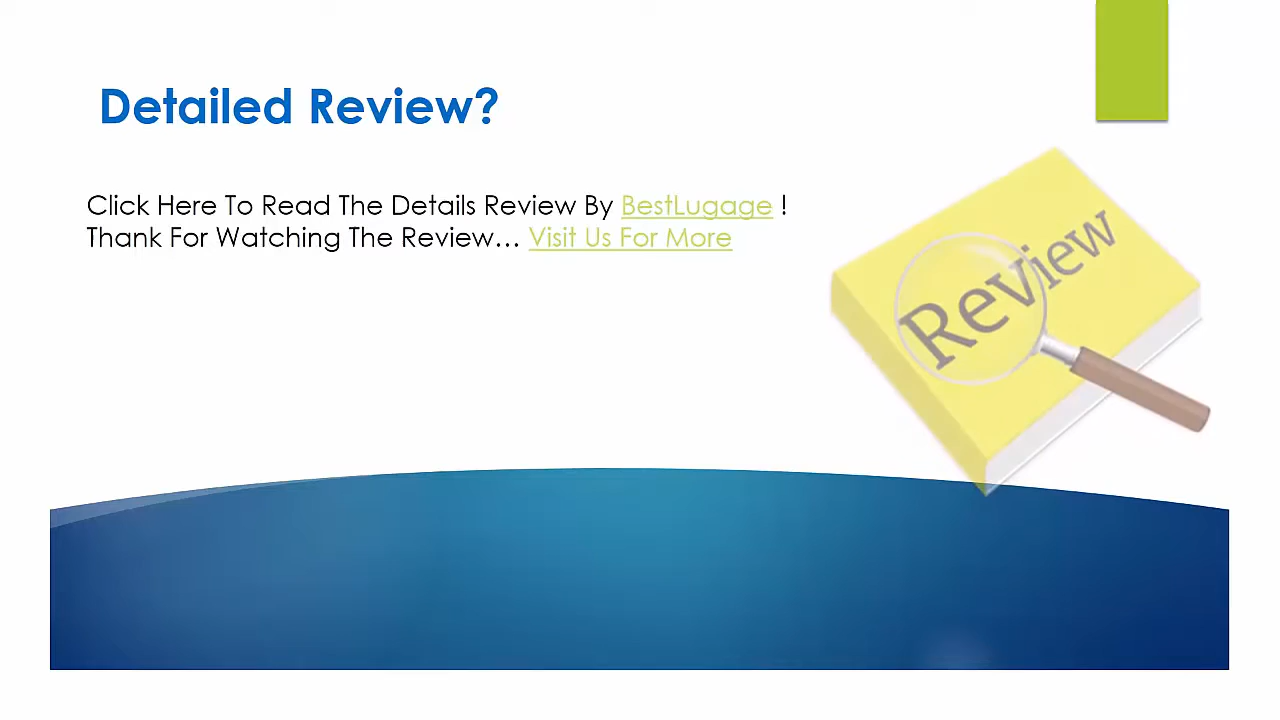 Detailed Review?
Click Here To Read The Details Review By BestLugage !
Thank For Watching The Review... Visit Us For More
Review